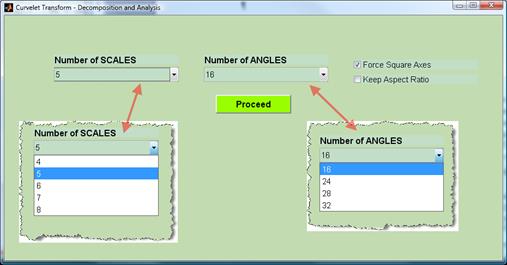 Curvelet Transform - Decomposition and Analysis
Number of SCALES
5
Number of ANGLES
16
Force Square Axes
Keep Aspect Ratio
Proceed
Number of SCALES
5
4
5
6
7
8
Number of ANGLES
16
16
24
28
32